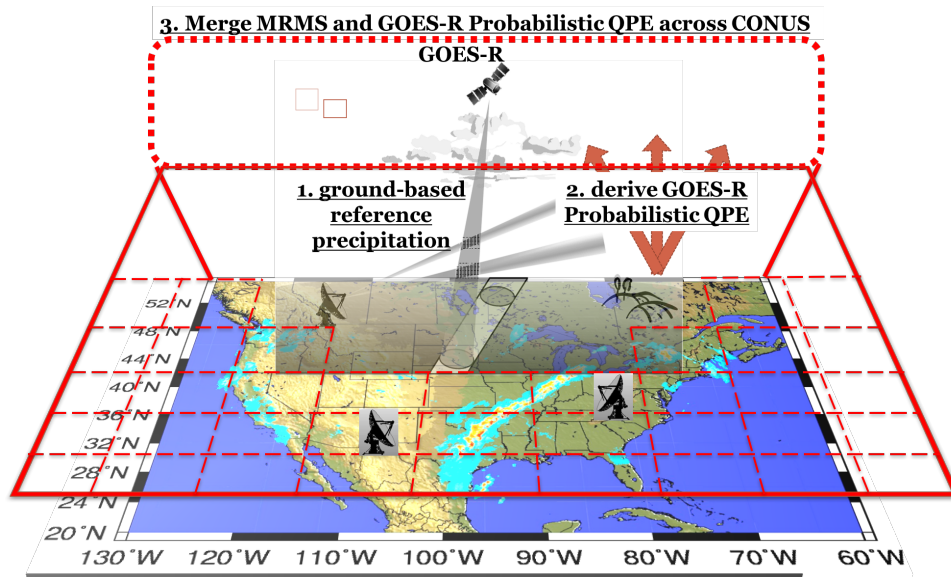 3. Merge MRMS and GOES-R Probabilistic QPE across CONUS
GOES-R
1. ground-based
reference
precipitation
2. derive GOES-R
Probabilistic QPE
52°N
48°N
44°N
40°N
36°N
32°N
28°N
24°N
20°N
130°W 120°W 110°W 100°W 90°W 80°W 70°W 60°W